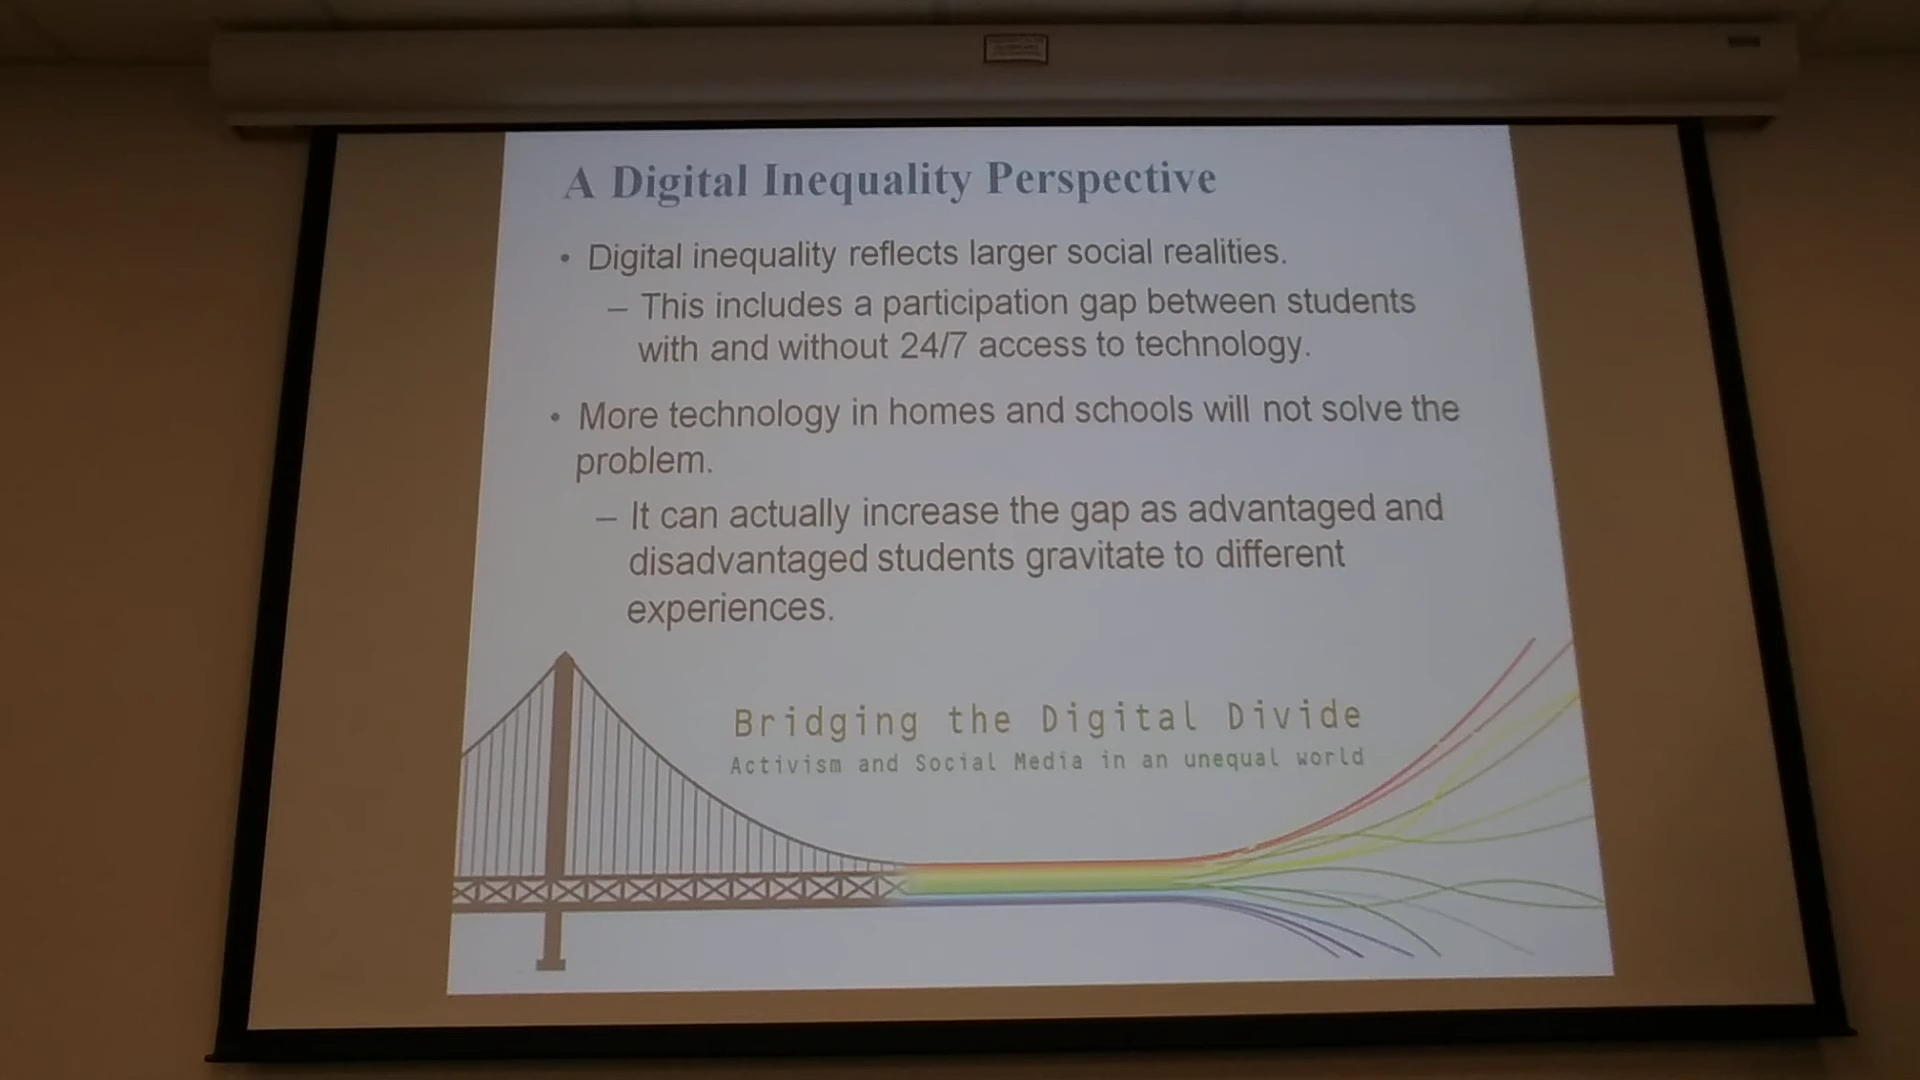 A Digital Inequality Perspective
• Digital inequality reflects larger social realities.
– This includes a participation gap between students
with and without 24/7 access to technology.
• More technology in homes and schools will not solve the
problem.
– It can actually increase the gap as advantaged and
disadvantaged students gravitate to different
experiences.
Bridging the Digital Divide
Activism and Social Media in an unequal world